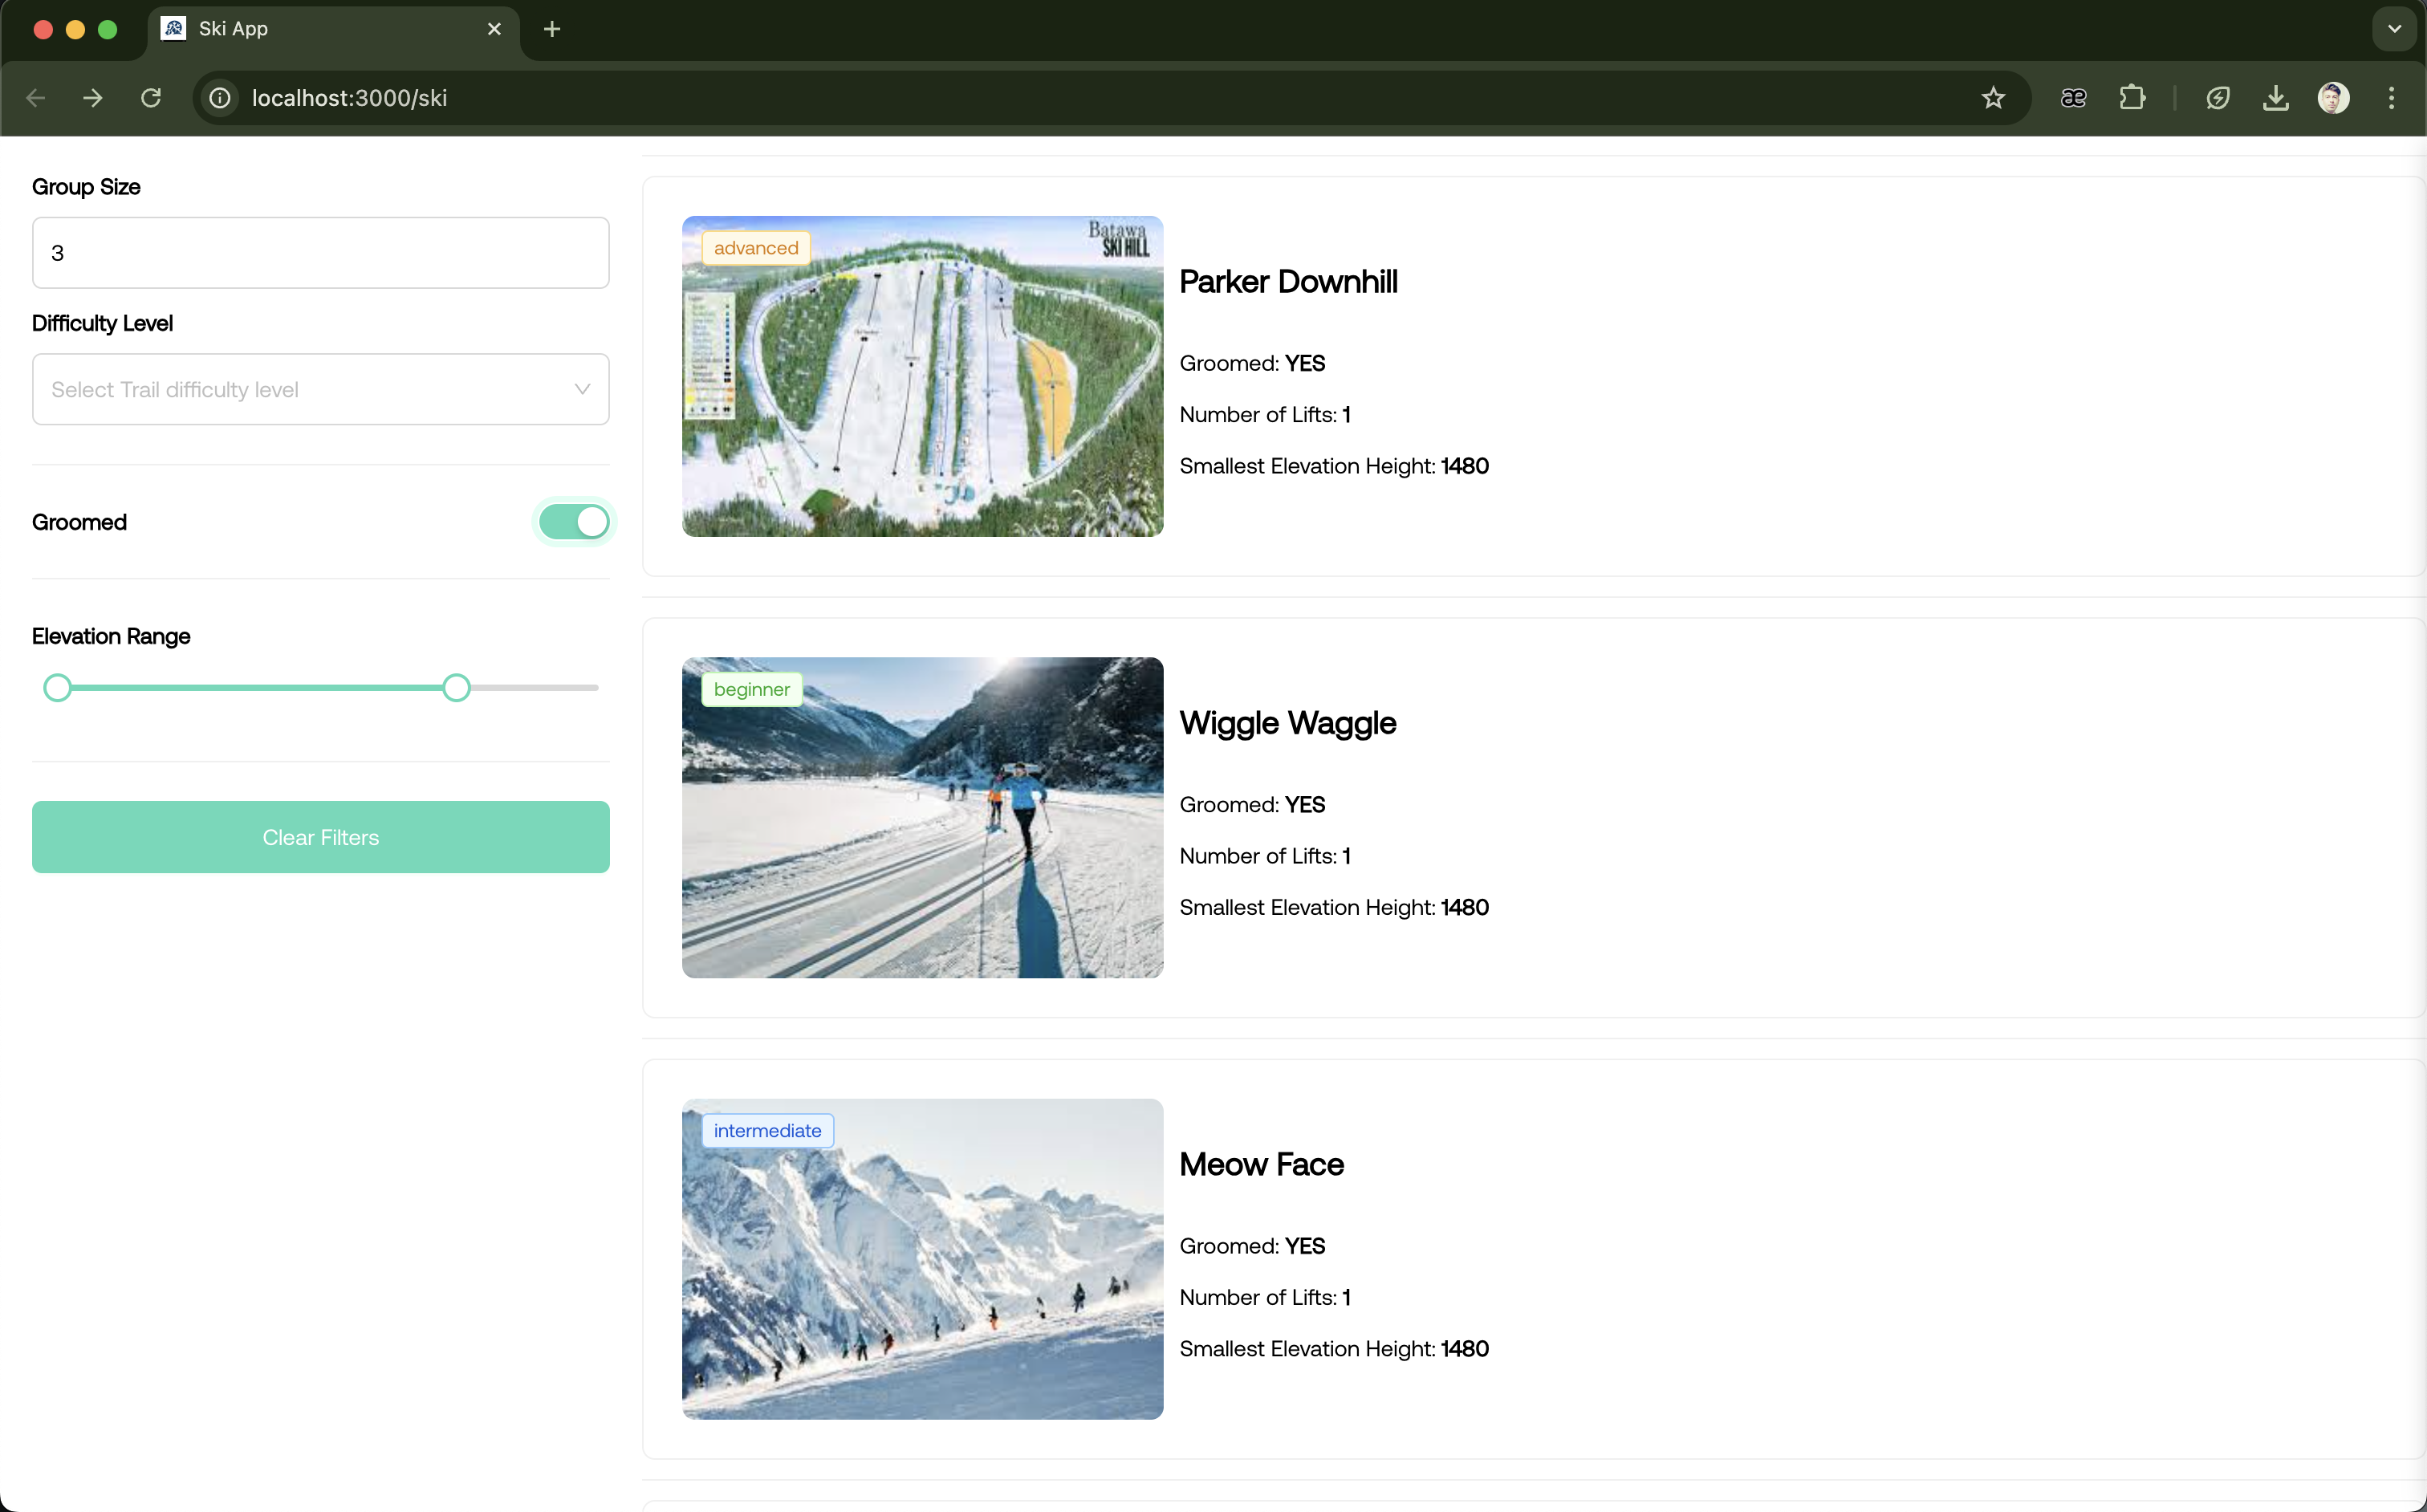 Ski App
localhost:3000/ski
Group Size
3
Difficulty Level
Select Trail difficulty level
Groomed
Elevation Range
Clear Filters
advanced
Batawa
SKI HILL
Parker Downhill
Groomed: YES
Number of Lifts: 1
Smallest Elevation Height: 1480
beginner
Wiggle Waggle
Groomed: YES
Number of Lifts: 1
Smallest Elevation Height: 1480
intermediate
Meow Face
Groomed: YES
Number of Lifts: 1
Smallest Elevation Height: 1480